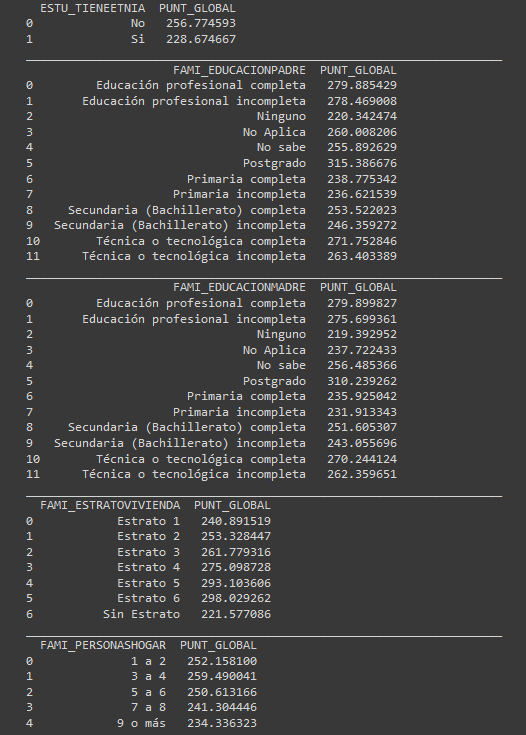 ESTU_TIENEETNIA PUNT_GLOBAL
0 No 256.774593
1 Si 228.674667
FAMI_EDUCACIONPADRE PUNT_GLOBAL
0 Educación profesional completa 279.885429
1 Educación profesional incompleta 278.469008
2 Ninguno 220.342474
3 No Aplica 260.008206
4 No sabe 255.892629
5 Postgrado 315.386676
6 Primaria completa 238.775342
7 Primaria incompleta 236.621539
8 Secundaria (Bachillerato) completa 253.522023
9 Secundaria (Bachillerato) incompleta 246.359272
10 Técnica o tecnológica completa 271.752846
11 Técnica o tecnológica incompleta 263.403389
FAMI_EDUCACIONMADRE PUNT_GLOBAL
0 Educación profesional completa 279.899827
1 Educación profesional incompleta 275.699361
2 Ninguno 219.392952
3 No Aplica 237.722433
4 No sabe 256.485366
5 Postgrado 310.239262
6 Primaria completa 235.925042
7 Primaria incompleta 231.913343
8 Secundaria (Bachillerato) completa 251.605307
9 Secundaria (Bachillerato) incompleta 243.055696
10 Técnica o tecnológica completa 270.244124
11 Técnica o tecnológica incompleta 262.359651
FAMI_ESTRATOVIVIENDA PUNT_GLOBAL
0 Estrato 1 240.891519
1 Estrato 2 253.328447
2 Estrato 3 261.779316
3 Estrato 4 275.098728
4 Estrato 5 293.103606
5 Estrato 6 298.029262
6 Sin Estrato 221.577086
FAMI_PERSONASHOGAR PUNT_GLOBAL
0 1 a 2 252.158100
1 3 a 4 259.490041
2 5 a 6 250.613166
3 7 a 8 241.304446
4 9 o más 234.336323